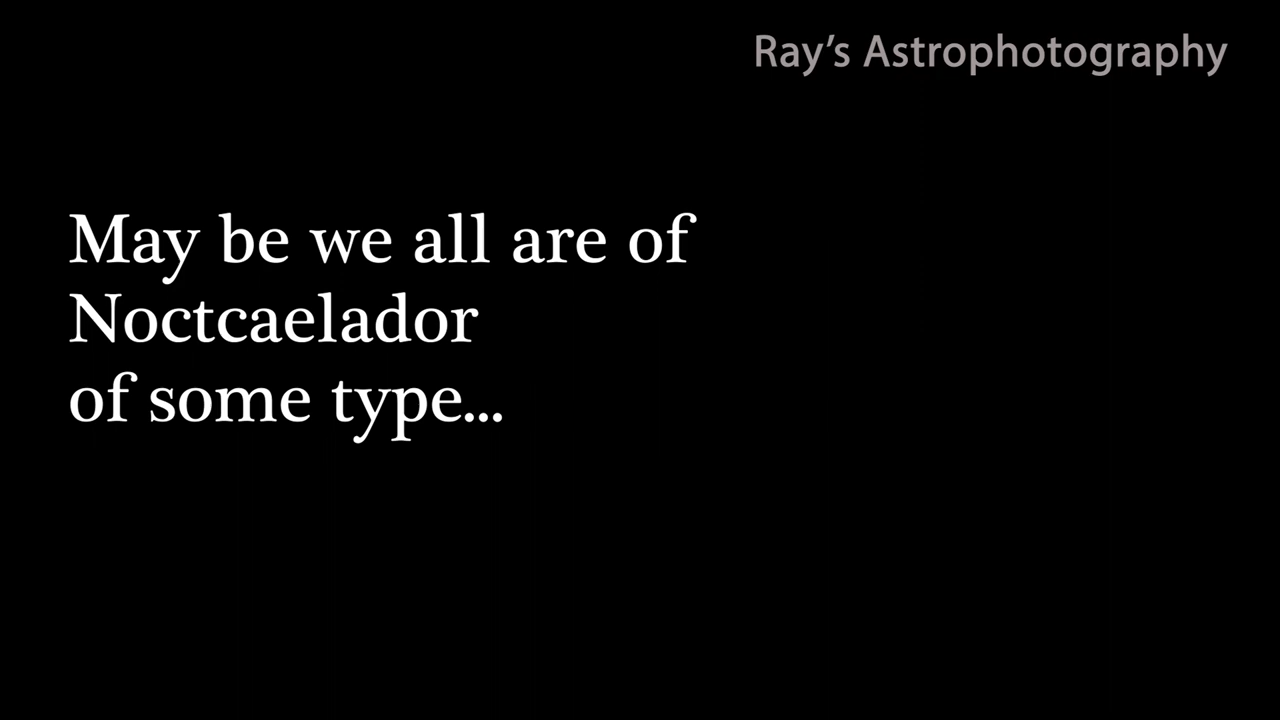 Ray’s Astrophotography
May be we all are of
Noctcaelador
of some type...